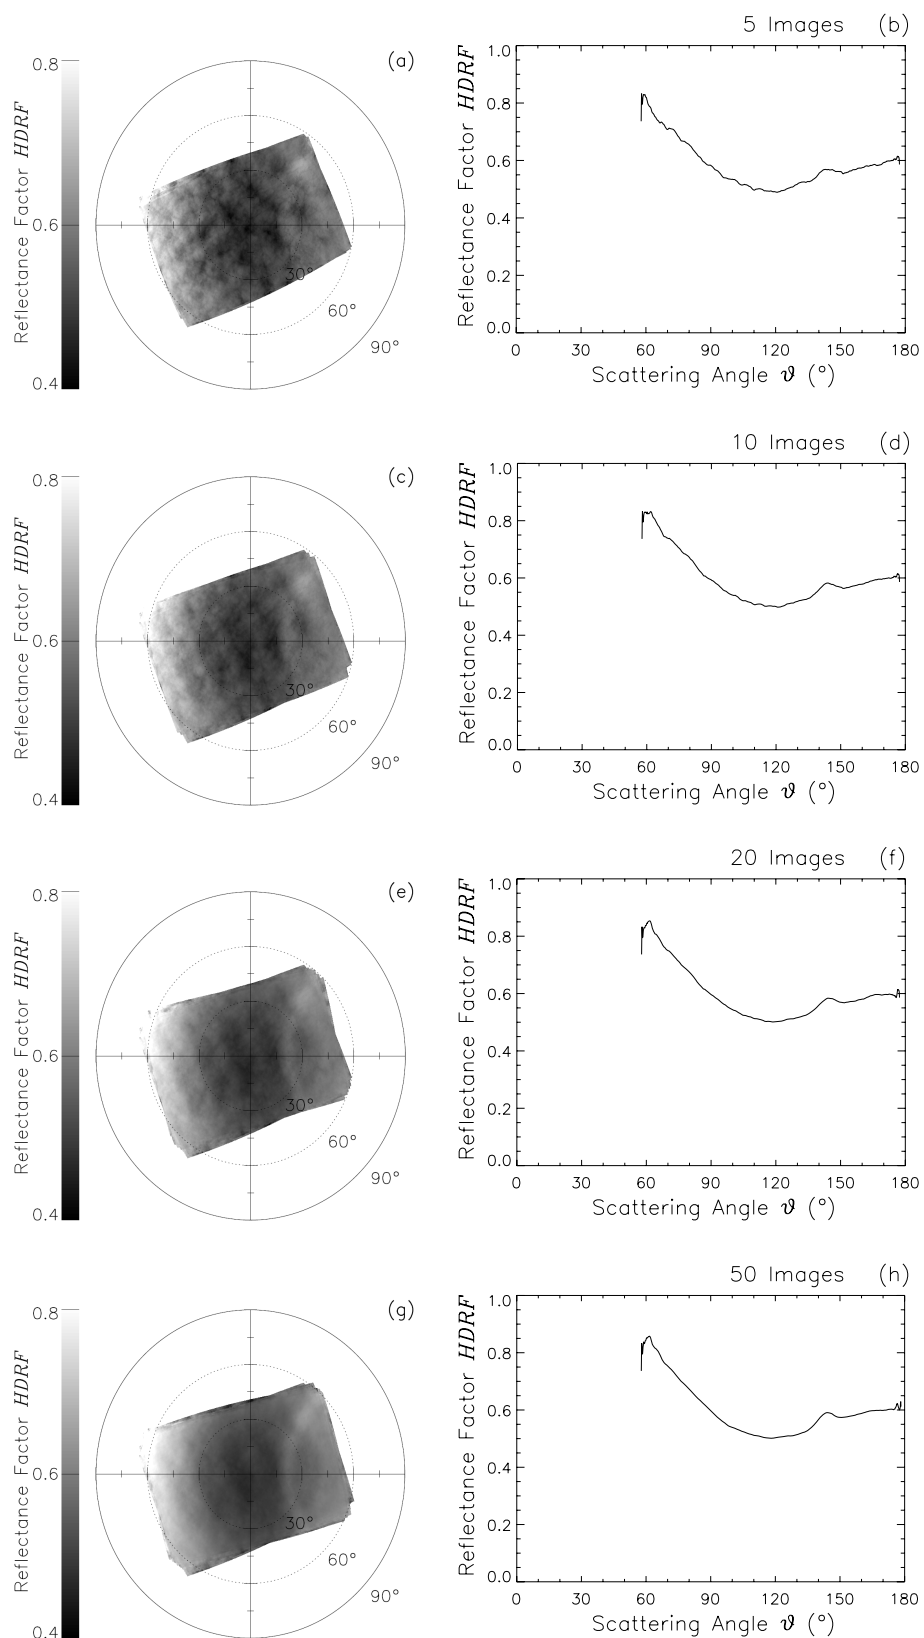 5 Images (b)
0.8
0.6
0.4
Reflectance Factor HDRF
(a)
30°
60°
90°
1.0
0.8
0.6
0.4
0.2
0.0
Reflectance Factor HDRF
0 30 60 90 120 150 180
Scattering Angle ϑ (°)
10 Images (d)
0.8
0.6
0.4
Reflectance Factor HDRF
(c)
30°
60°
90°
1.0
0.8
0.6
0.4
0.2
0.0
Reflectance Factor HDRF
0 30 60 90 120 150 180
Scattering Angle ϑ (°)
20 Images (f)
0.8
0.6
0.4
Reflectance Factor HDRF
(e)
30°
60°
90°
1.0
0.8
0.6
0.4
0.2
0.0
Reflectance Factor HDRF
0 30 60 90 120 150 180
Scattering Angle ϑ (°)
50 Images (h)
0.8
0.6
0.4
Reflectance Factor HDRF
(g)
30°
60°
90°
1.0
0.8
0.6
0.4
0.2
0.0
Reflectance Factor HDRF
0 30 60 90 120 150 180
Scattering Angle ϑ (°)